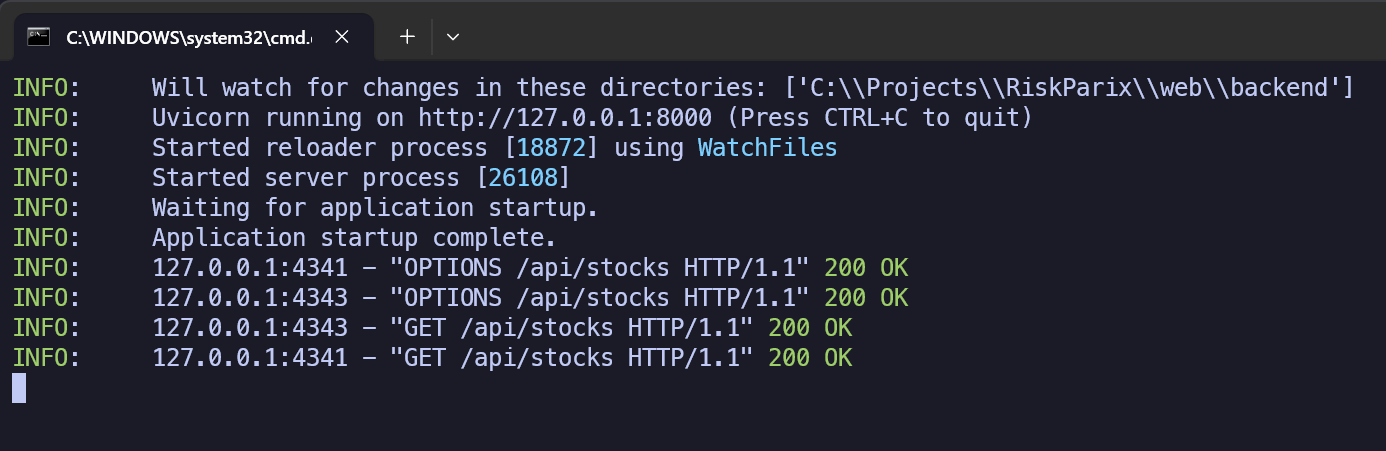 C:\WINDOWS\system32\cmd.
INFO:     Will watch for changes in these directories: ['C:\\Projects\\RiskParix\\web\\backend']
INFO:     Uvicorn running on http://127.0.0.1:8000 (Press CTRL+C to quit)
INFO:     Started reloader process [18872] using WatchFiles
INFO:     Started server process [26108]
INFO:     Waiting for application startup.
INFO:     Application startup complete.
INFO:     127.0.0.1:4341 - "OPTIONS /api/stocks HTTP/1.1" 200 OK
INFO:     127.0.0.1:4343 - "OPTIONS /api/stocks HTTP/1.1" 200 OK
INFO:     127.0.0.1:4343 - "GET /api/stocks HTTP/1.1" 200 OK
INFO:     127.0.0.1:4341 - "GET /api/stocks HTTP/1.1" 200 OK